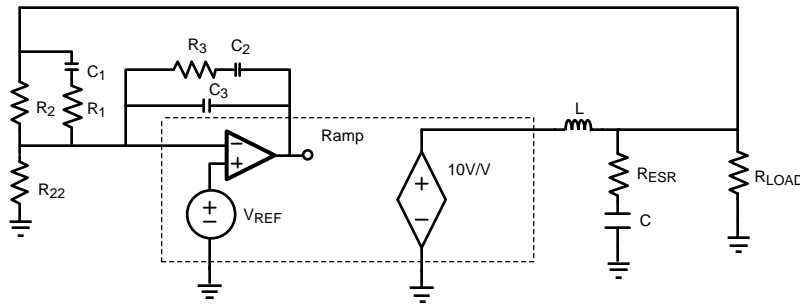 R3
C2
C1
R2
R1
C3
R22
Ramp
VREF
10V/V
L
RESR
C
RLOAD